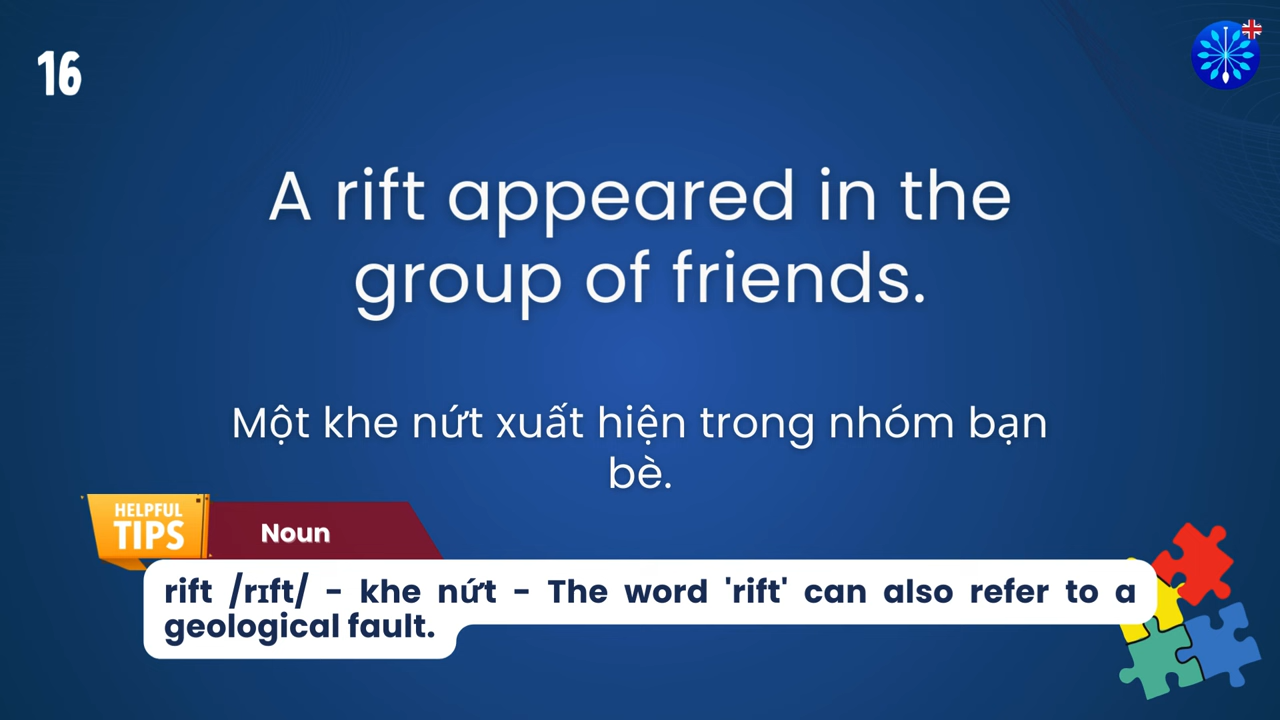 16
A rift appeared in the
group of friends.
Một khe nứt xuất hiện trong nhóm bạn
bè.
HELPFUL
TIPS
Noun
rift /rɪft/ - khe nứt - The word 'rift' can also refer to a
geological fault.